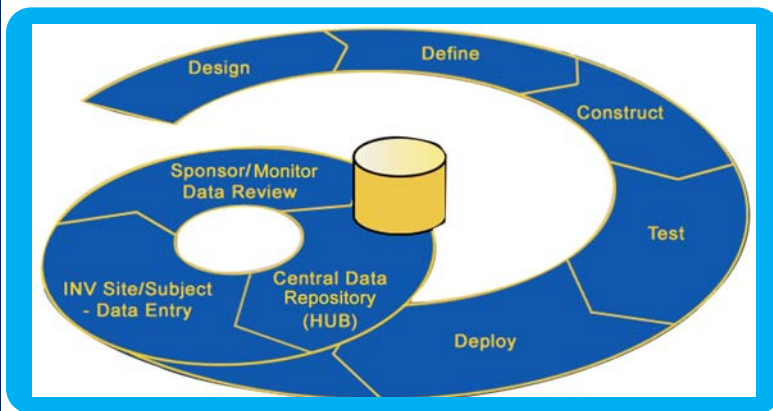 Design
Define
Construct
Test
Deploy
Sponsor/Monitor
Data Review
INV Site/Subject
- Data Entry
Central Data
Repository
(HUB)